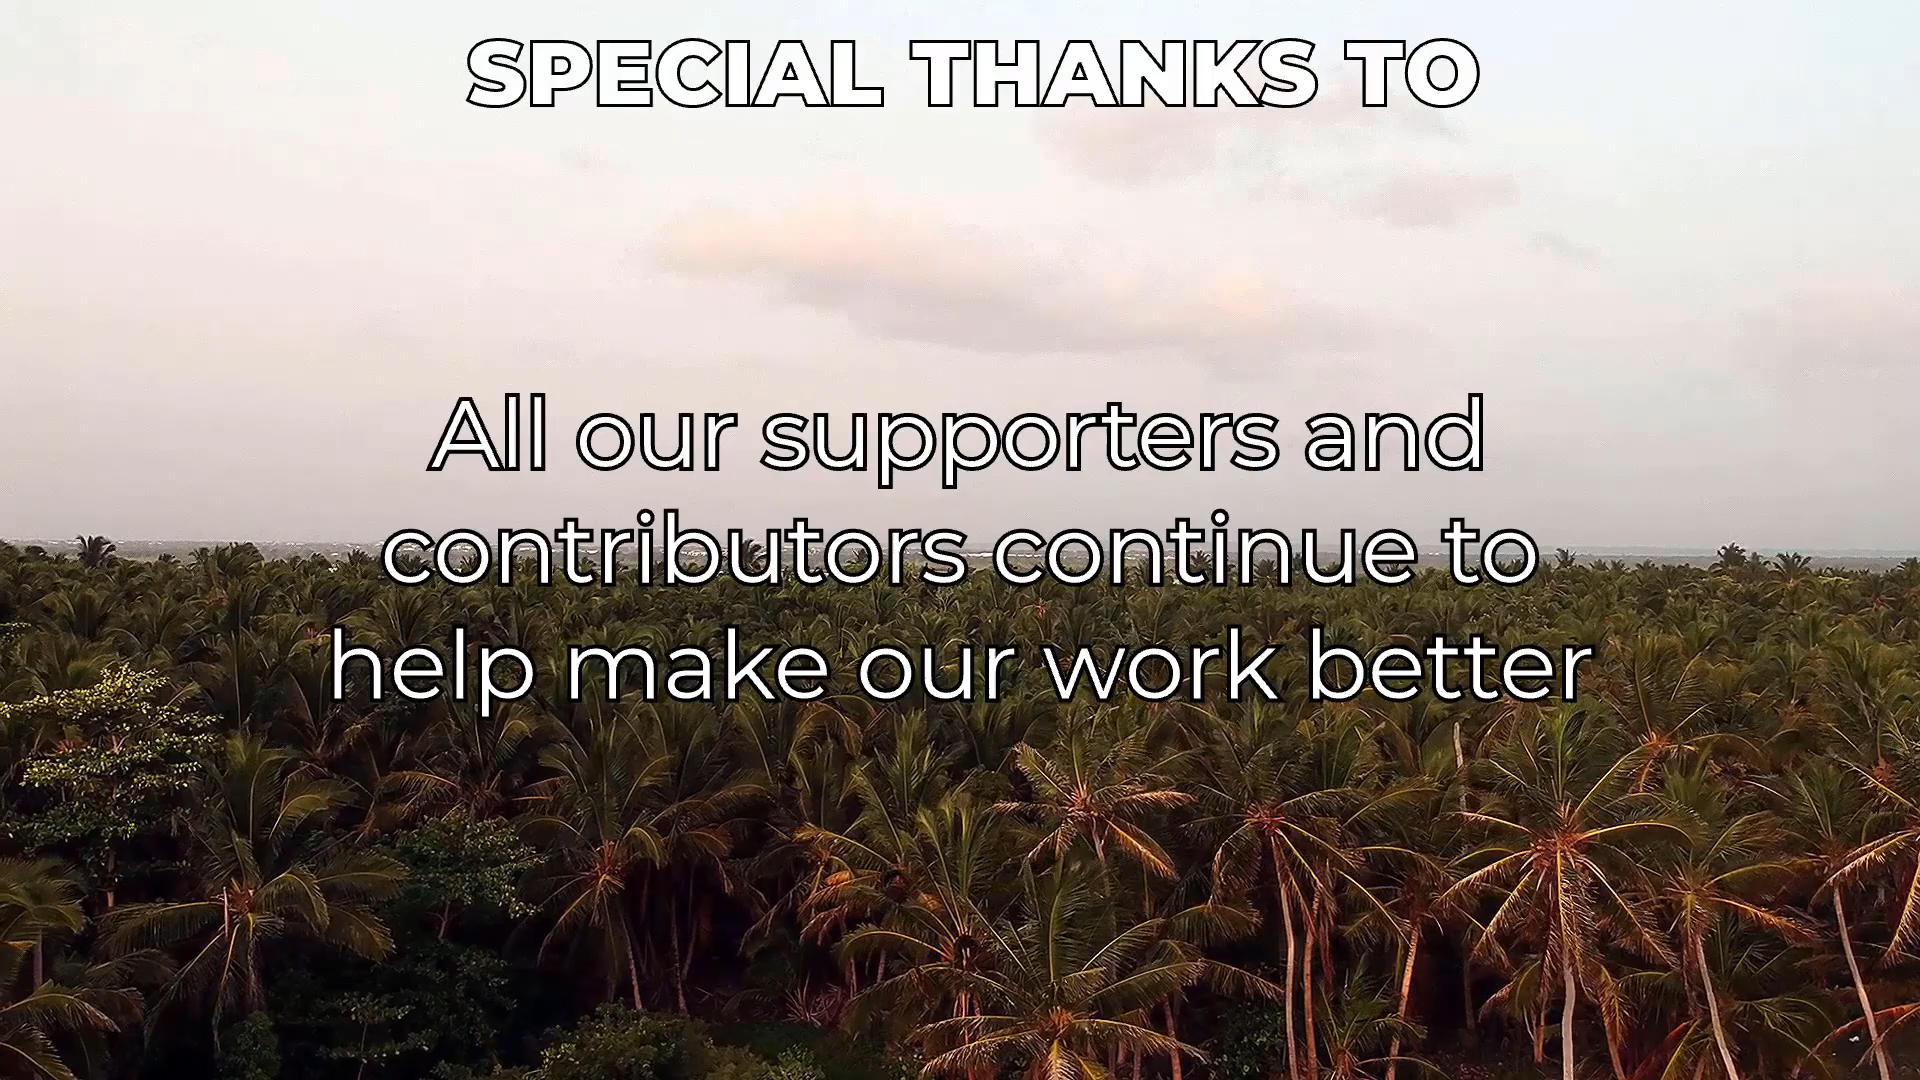 SPECIAL THANKS TO
All our supporters and
contributors continue to
help make our work better